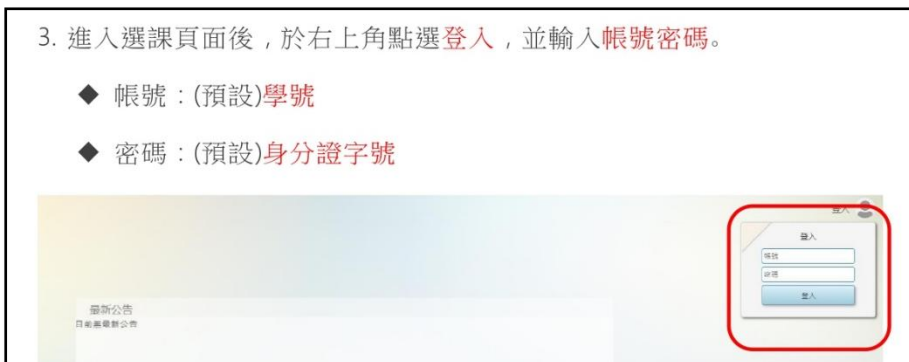 3. 進入選課頁面後，於右上角點選登入，並輸入帳號密碼。
◆ 帳號：(預設)學號
◆ 密碼：(預設)身分證字號
登入
登入
帳號
密碼
登入
最新公告
目前無最新公告